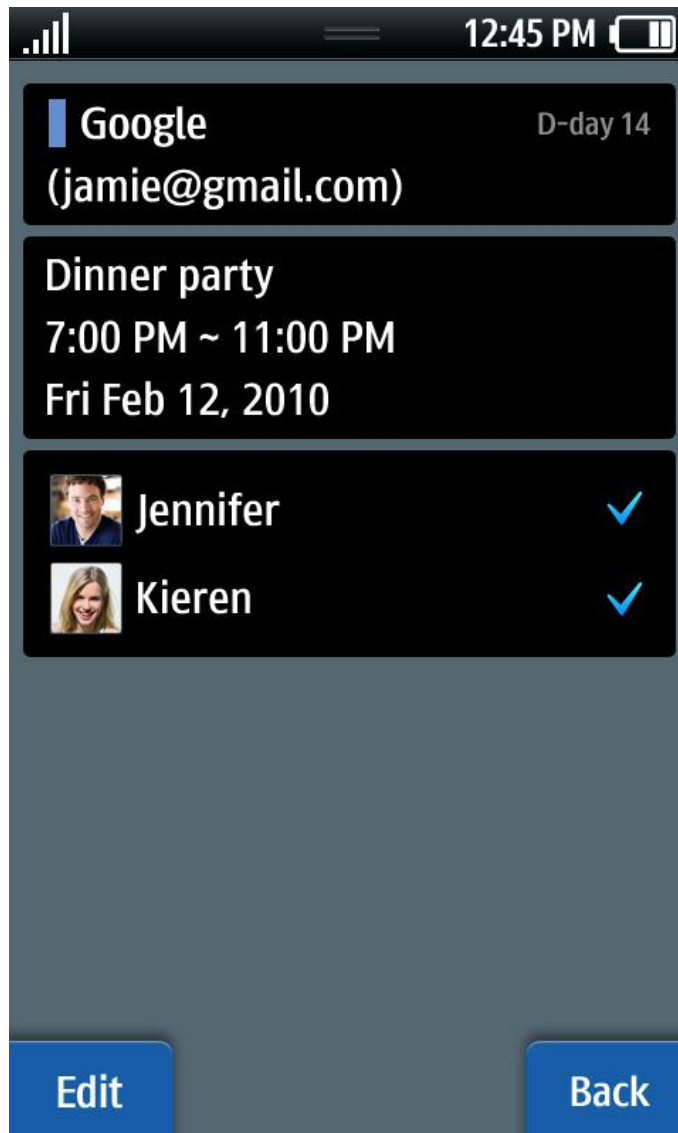 12:45 PM
Google D-day 14
(jamie@gmail.com)
Dinner party
7:00 PM ~ 11:00 PM
Fri Feb 12, 2010
Jennifer
Kieren
Edit Back